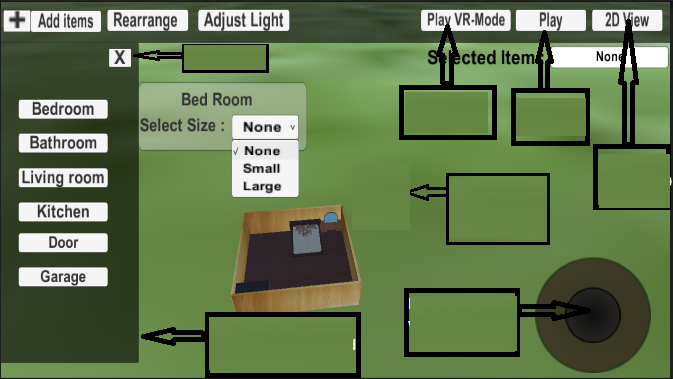 + Add items Rearrange Adjust Light Play VR-Mode Play 2D View
X Selected Item: None
Bed Room
Bedroom
Select Size : None v
Bathroom
✓ None
Small
Living room
Large
Kitchen
Door
Garage